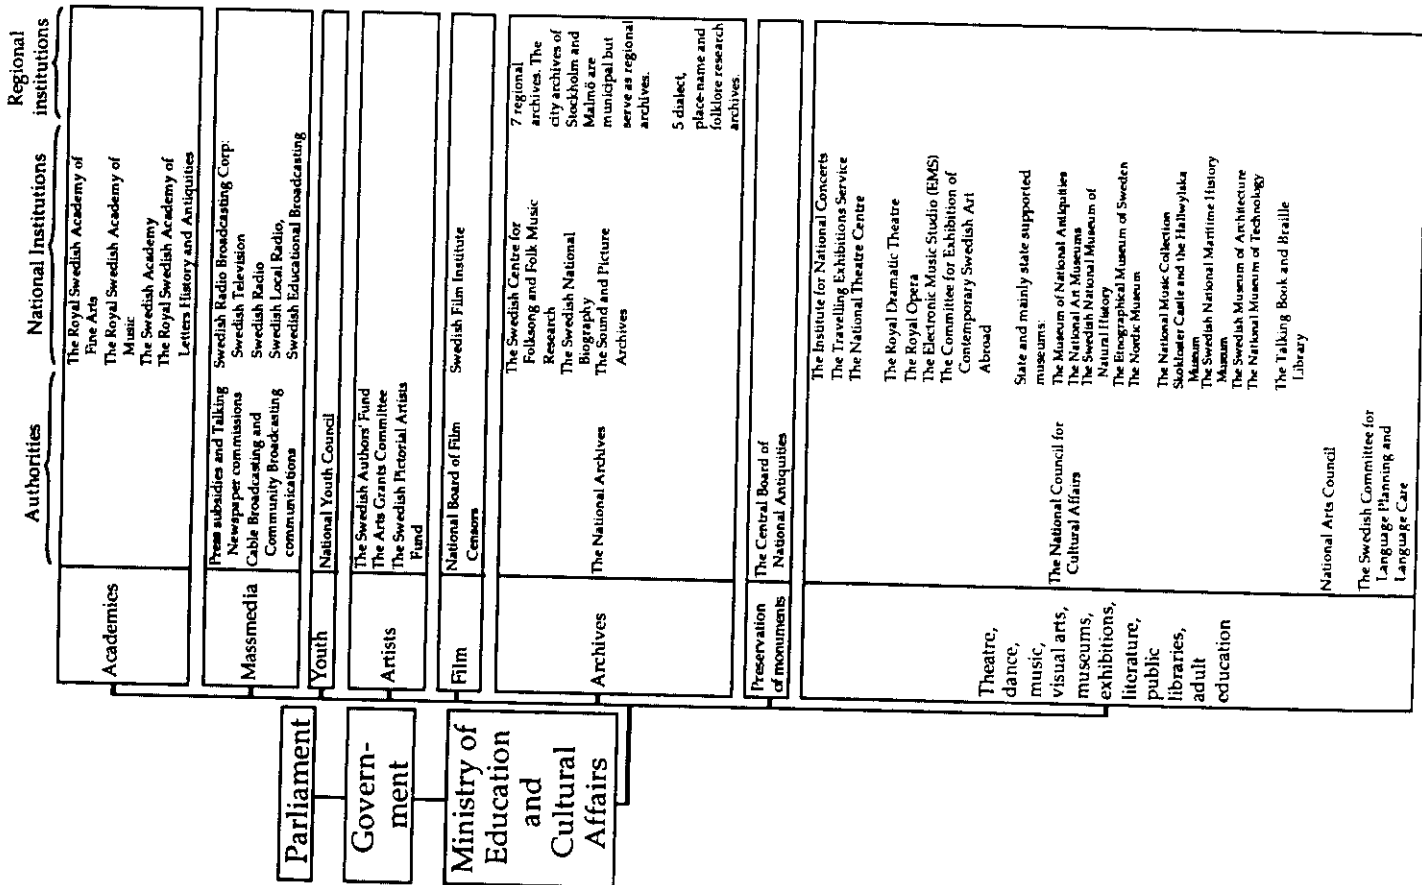 Authorities
National Institutions
Regional
institutions
Parliament
Govern-
ment
Ministry of
Education
and
Cultural
Affairs
Academics
The Royal Swedish Academy of
Fine Arts
The Royal Swedish Academy of
Music
The Swedish Academy
The Royal Swedish Academy of
Letters History and Antiquities
Massmedia
Press subsidies and Talking
Newspaper commissions
Cable Broadcasting and
Community Broadcasting
communications
Swedish Radio Broadcasting Corp:
Swedish Television
Swedish Radio
Swedish Local Radio,
Swedish Educational Broadcasting
Youth
National Youth Council
Artists
The Swedish Authors' Fund
The Arts Grants Committee
The Swedish Pictorial Artists
Fund
Film
National Board of Film
Censors
Swedish Film Institute
Archives
The National Archives
The Swedish Centre for
Folksong and Folk Music
Research
The Swedish National
Biography
The Sound and Picture
Archives
7 regional
archives. The
city archives of
Stockholm and
Malmö are
municipal but
serve as regional
archives.
5 dialect,
place-name and
folklore research
archives.
Preservation
of monuments
The Central Board of
National Antiquities
Theatre,
dance,
music,
visual arts,
museums,
exhibitions,
literature,
public
libraries,
adult
education
The National Council for
Cultural Affairs
National Arts Council
The Swedish Committee for
Language Planning and
Language Care
The Institute for National Concerts
The Travelling Exhibitions Service
The National Theatre Centre
The Royal Dramatic Theatre
The Royal Opera
The Electronic Music Studio (EMS)
The Committee for Exhibition of
Contemporary Swedish Art
Abroad
State and mainly state supported
museums:
The Museum of National Antiquities
The National Art Museums
The Swedish National Museum of
Natural History
The Etnographical Museum of Sweden
The Nordic Museum
The National Music Collection
Skokloster Castle and the Hallwylska
Museum
The Swedish National Maritime History
Museum
The Swedish Museum of Architecture
The National Museum of Technology
The Talking Book and Braille
Library